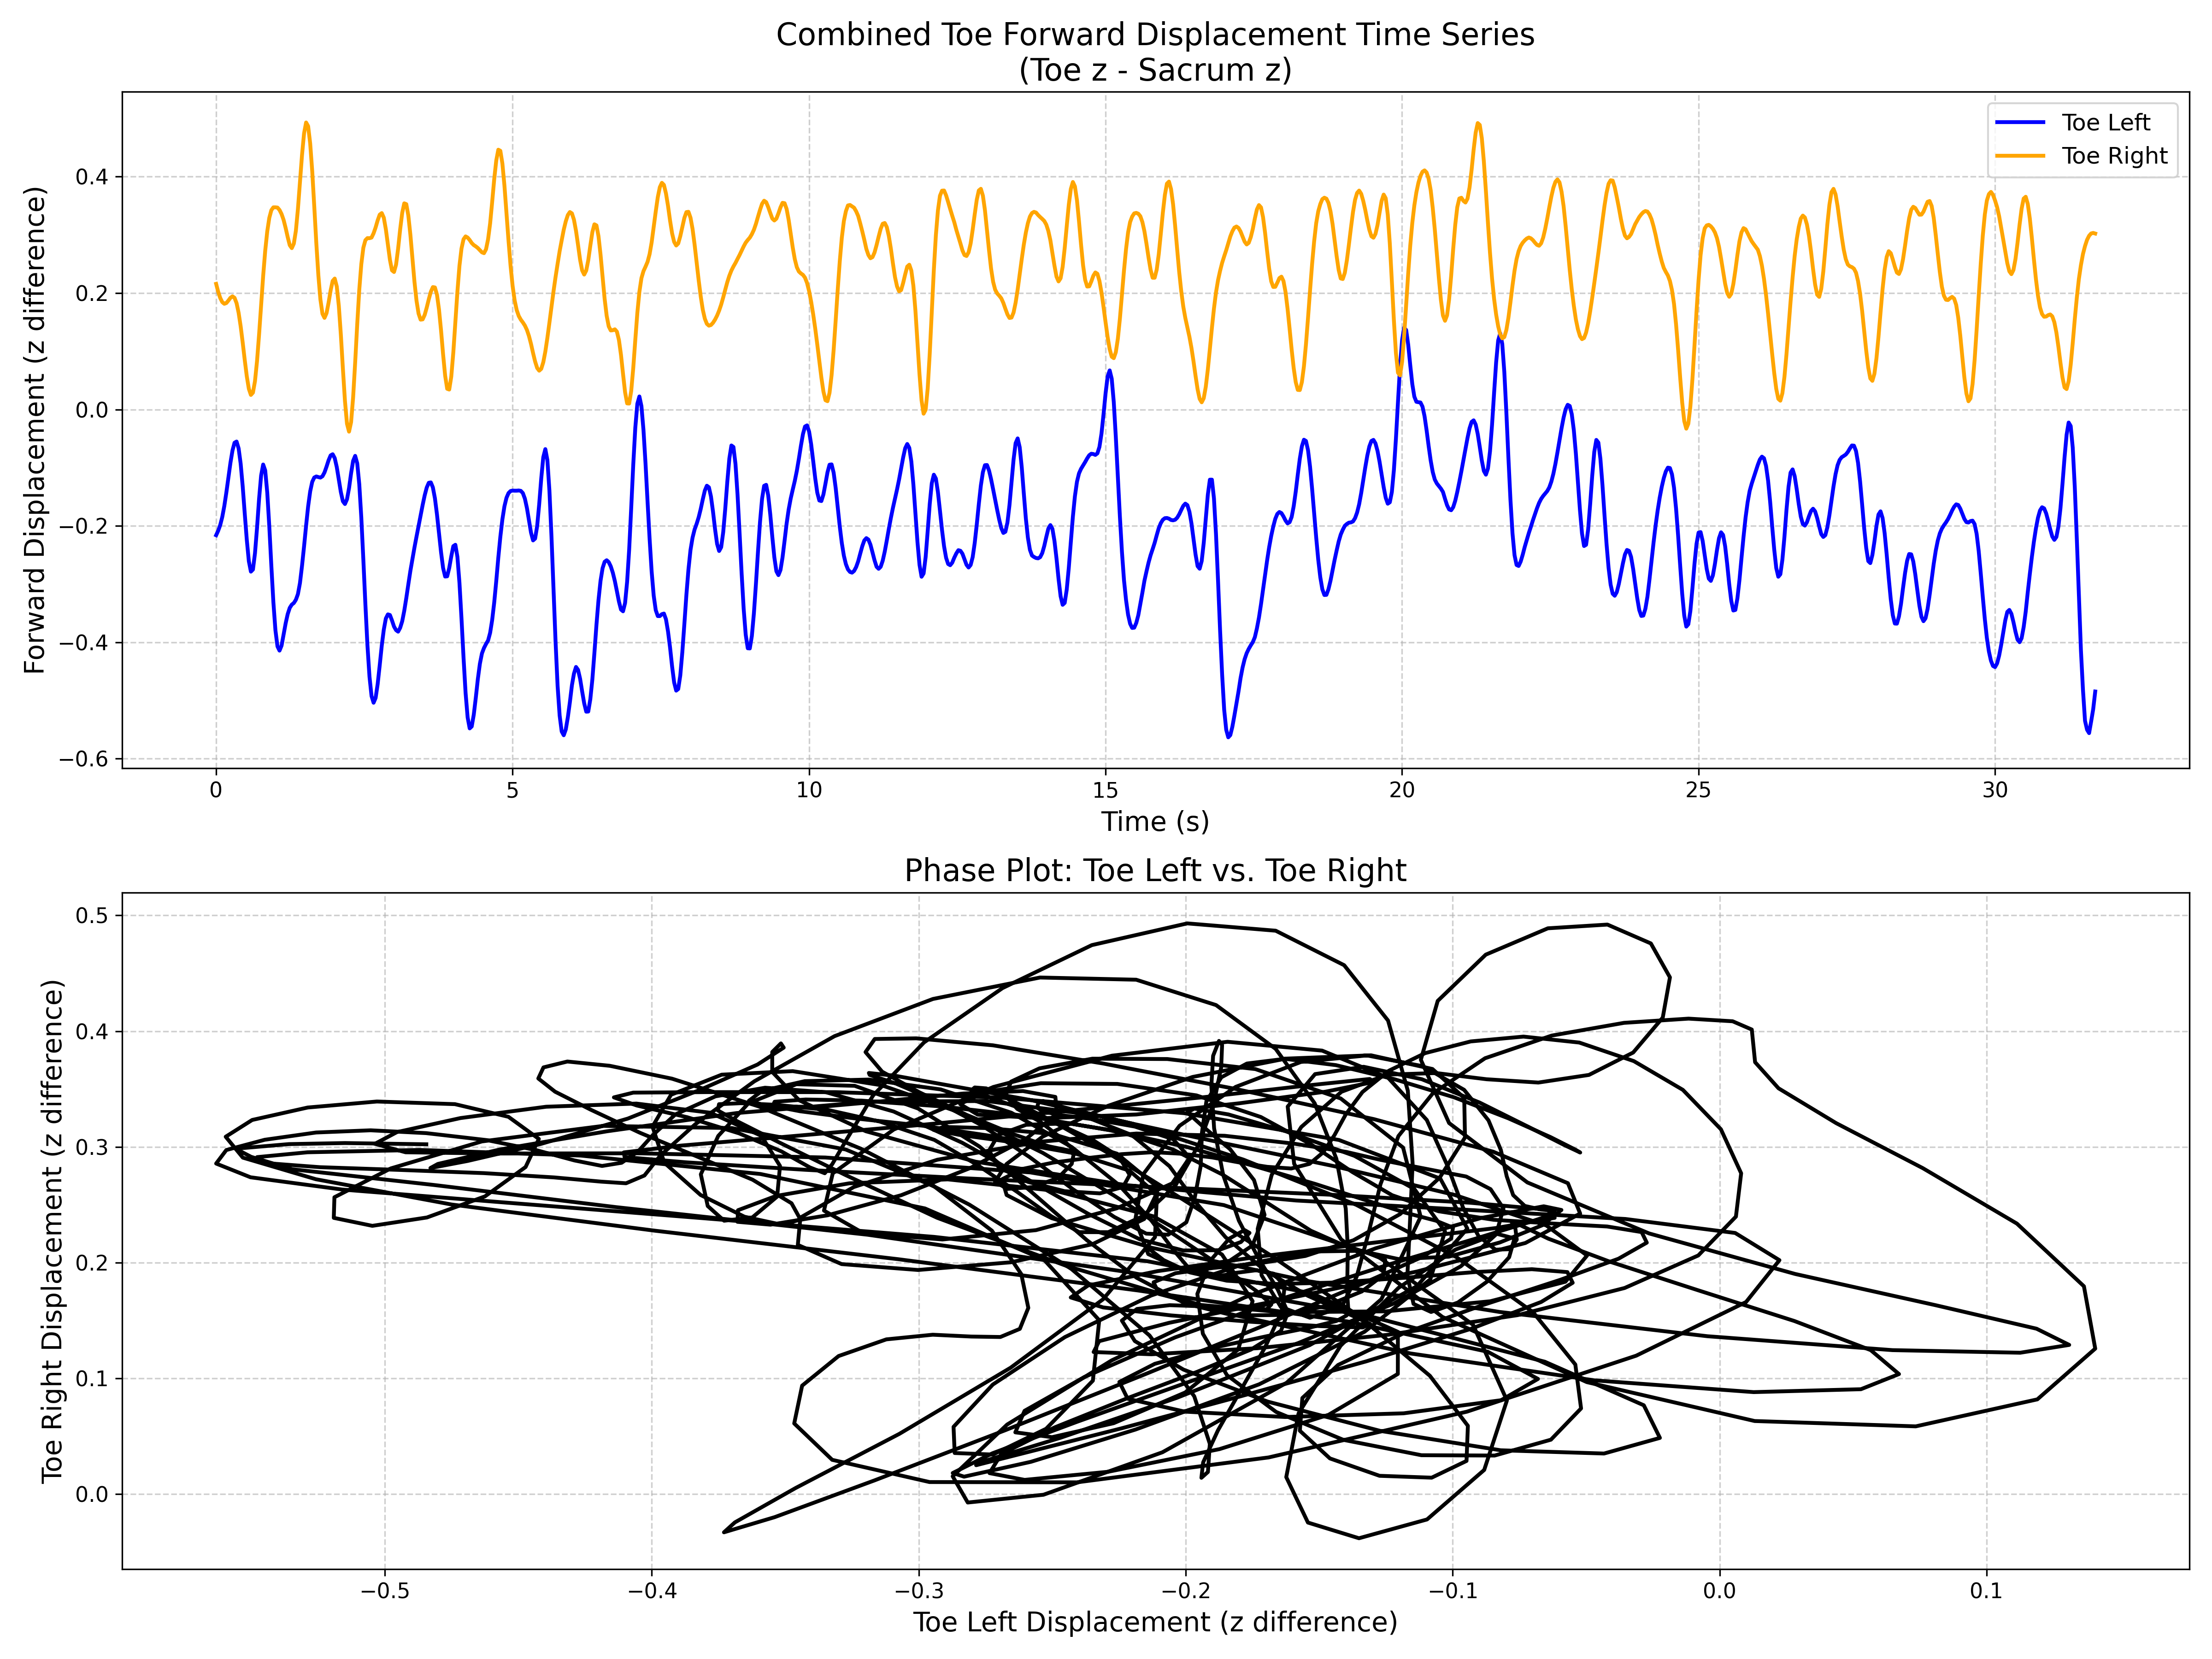 Combined Toe Forward Displacement Time Series
(Toe z - Sacrum z)
Toe Left
Toe Right
Forward Displacement (z difference)
0.4
0.2
0.0
−0.2
−0.4
−0.6
0 5 10 15 20 25 30
Time (s)
Phase Plot: Toe Left vs. Toe Right
Toe Right Displacement (z difference)
0.5
0.4
0.3
0.2
0.1
0.0
−0.5 −0.4 −0.3 −0.2 −0.1 0.0 0.1
Toe Left Displacement (z difference)